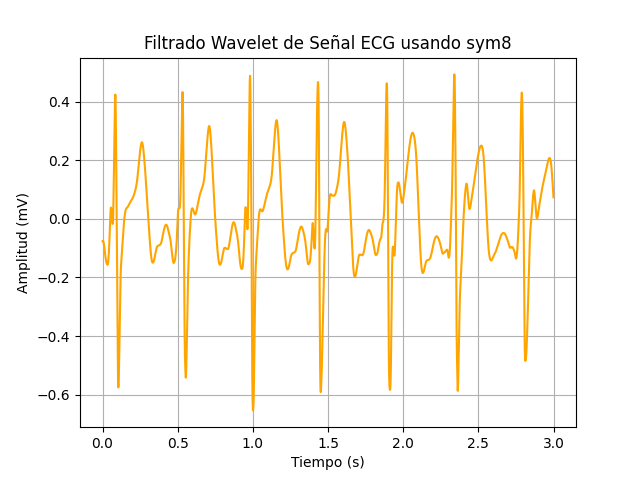 Filtrado Wavelet de Señal ECG usando sym8
Amplitud (mV)
0.4
0.2
0.0
−0.2
−0.4
−0.6
0.0 0.5 1.0 1.5 2.0 2.5 3.0
Tiempo (s)